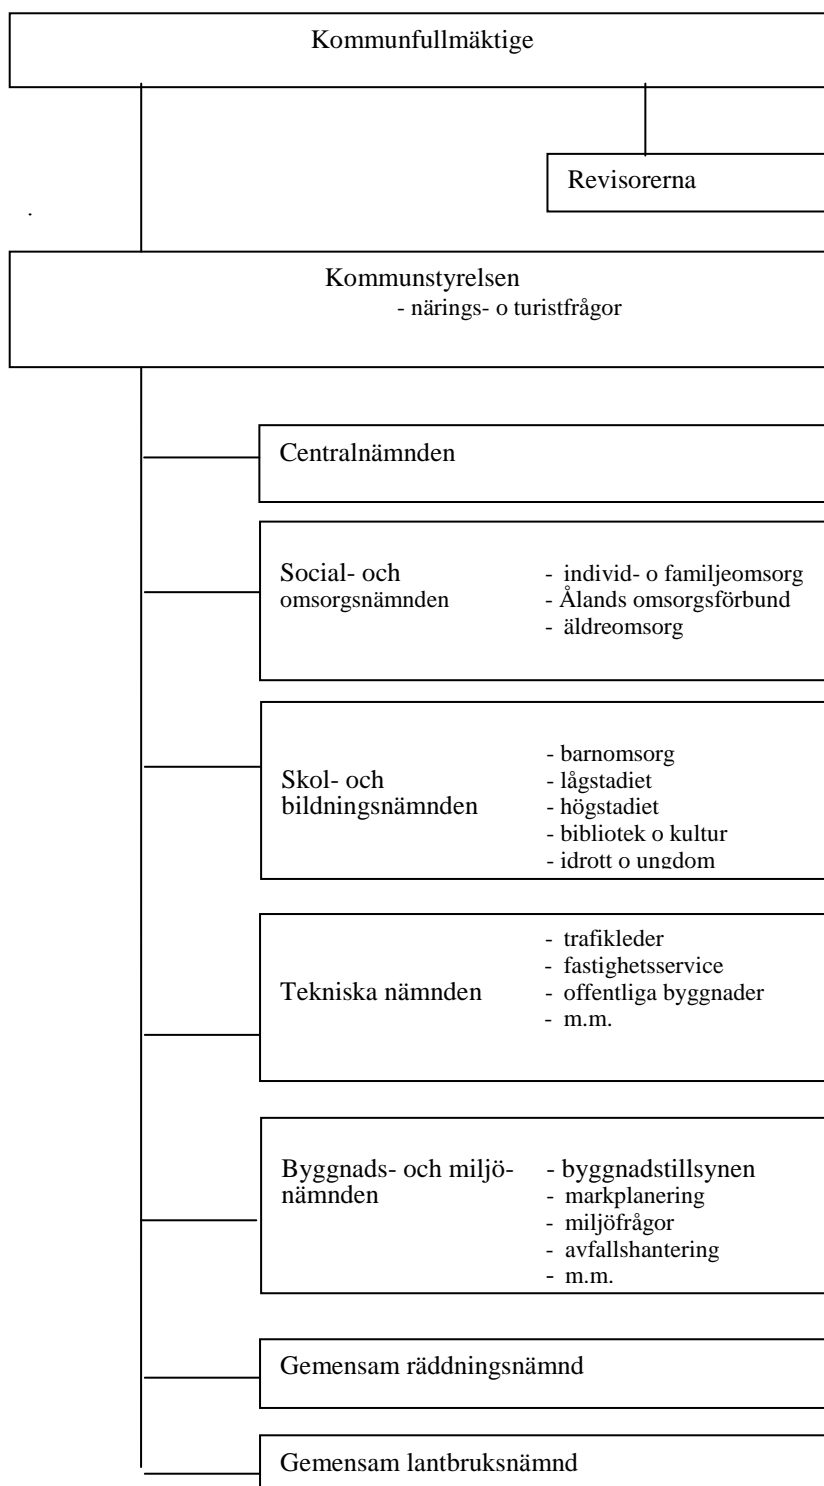 Kommunfullmäktige
Revisorerna
Kommunstyrelsen
- närings- o turistfrågor
Centralnämnden
Social- och
omsorgsnämnden
- individ- o familjeomsorg
- Ålands omsorgsförbund
- äldreomsorg
Skol- och
bildningsnämnden
- barnomsorg
- lågstadiet
- högstadiet
- bibliotek o kultur
- idrott o ungdom
Tekniska nämnden
- trafikleder
- fastighetsservice
- offentliga byggnader
- m.m.
Byggnads- och miljö-
nämnden
- byggnadstillsynen
- markplanering
- miljöfrågor
- avfallshantering
- m.m.
Gemensam räddningsnämnd
Gemensam lantbruksnämnd